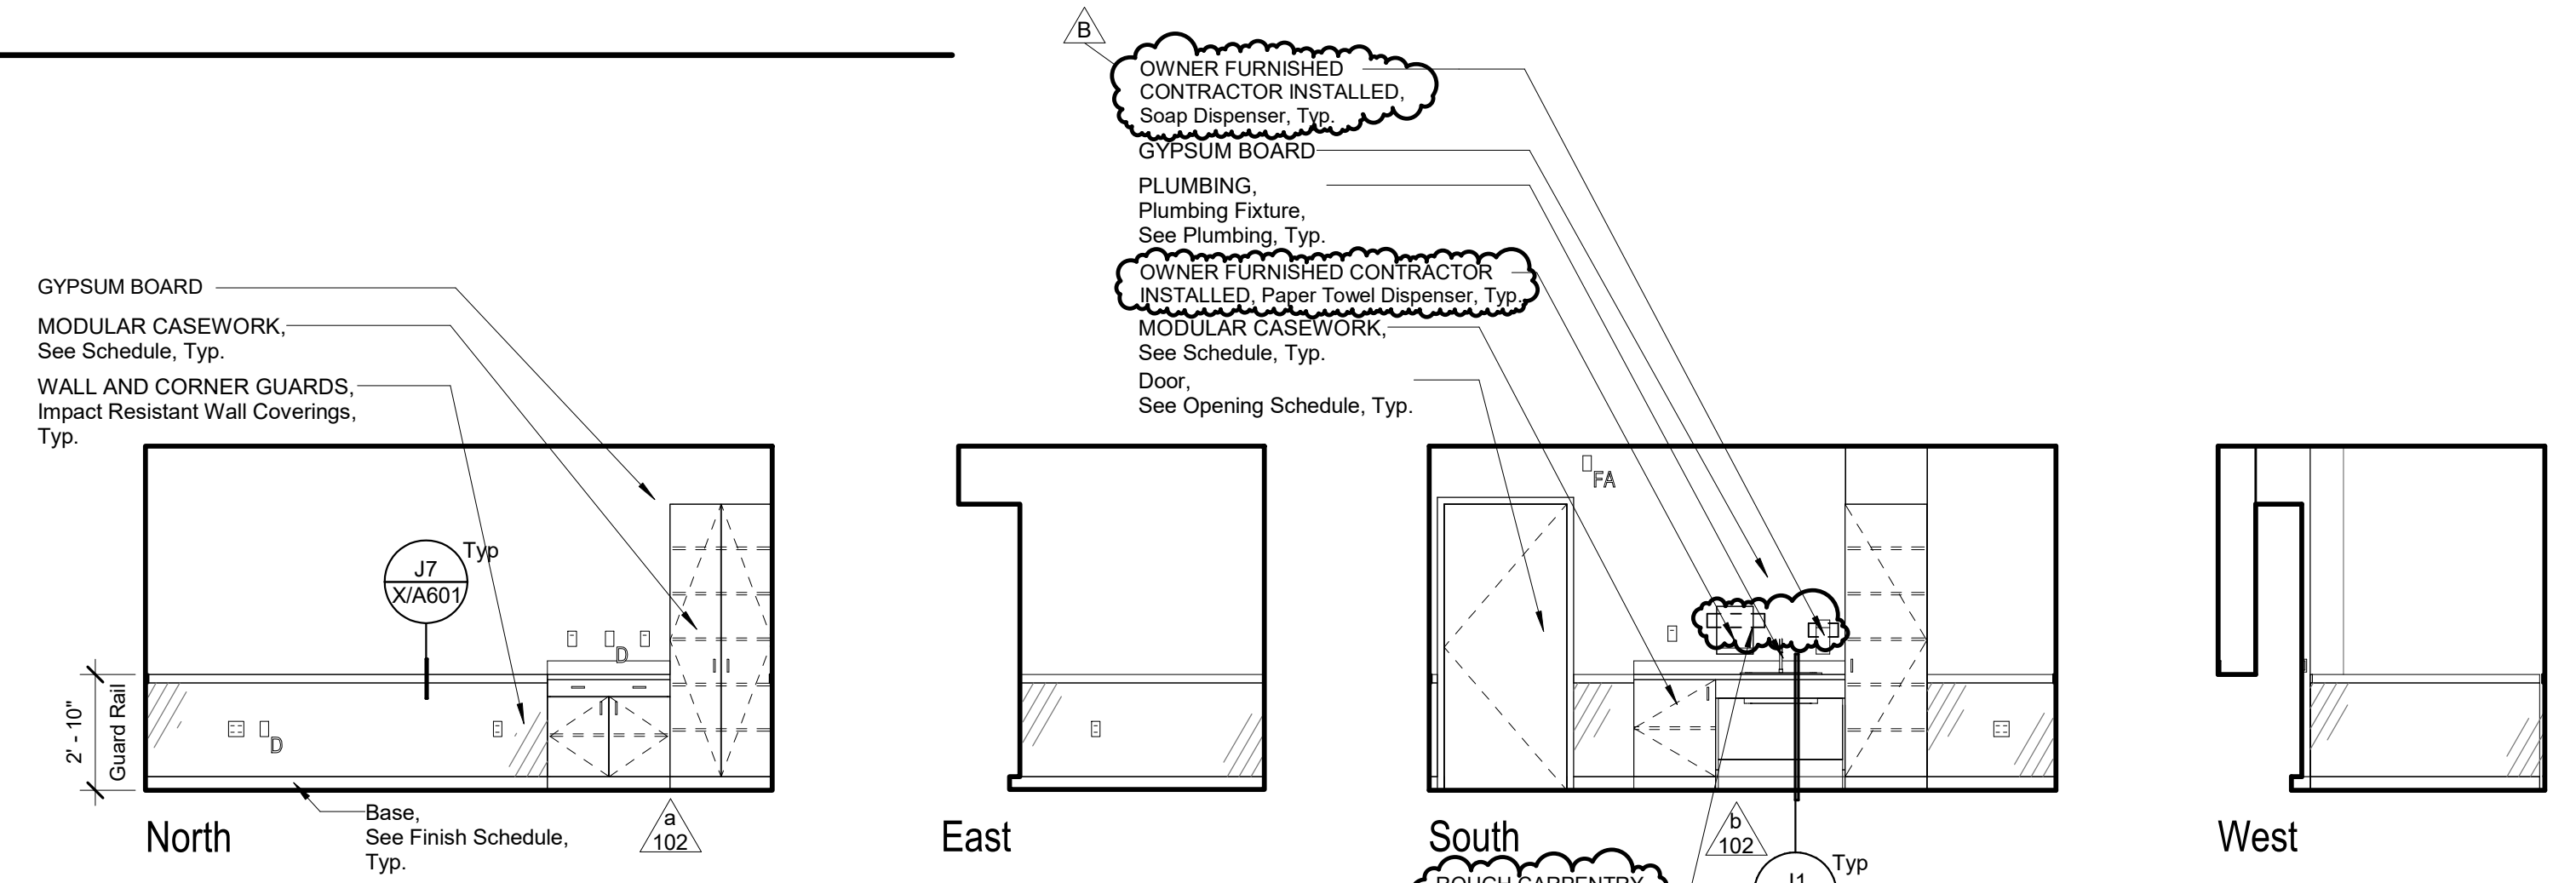 B
OWNER FURNISHED
CONTRACTOR INSTALLED,
Soap Dispenser, Typ.
GYPSUM BOARD
PLUMBING,
Plumbing Fixture,
See Plumbing, Typ.
OWNER FURNISHED CONTRACTOR
INSTALLED, Paper Towel Dispenser, Typ.
MODULAR CASEWORK,
See Schedule, Typ.
Door,
See Opening Schedule, Typ.
GYPSUM BOARD
MODULAR CASEWORK,
See Schedule, Typ.
WALL AND CORNER GUARDS,
Impact Resistant Wall Coverings,
Typ.
J7
X/A601
Typ
D
D
2' - 10"
Guard Rail
Base,
See Finish Schedule,
Typ.
a
102
North
East
FA
South
b
102
J1
Typ
ROUGH CARPENTRY
West